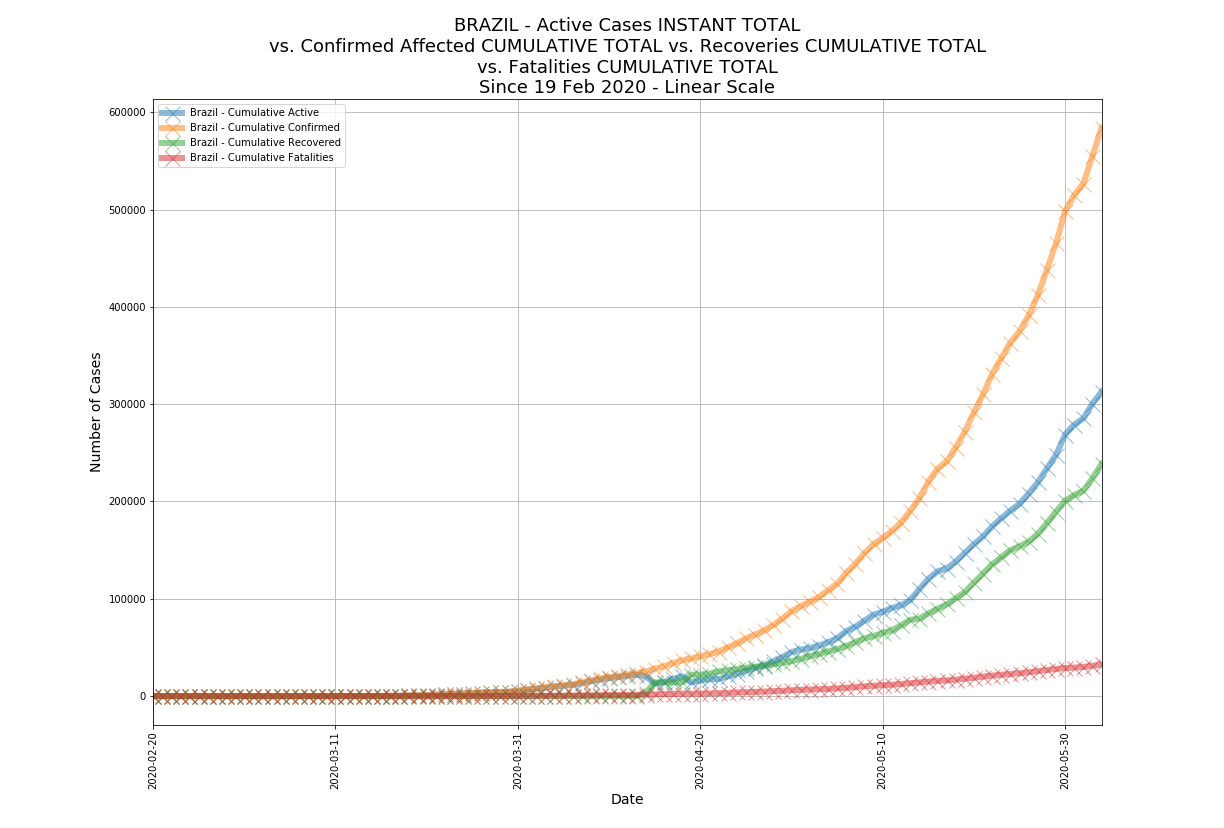 BRAZIL - Active Cases INSTANT TOTAL
vs. Confirmed Affected CUMULATIVE TOTAL vs. Recoveries CUMULATIVE TOTAL
vs. Fatalities CUMULATIVE TOTAL
Since 19 Feb 2020 - Linear Scale
Brazil - Cumulative Active
Brazil - Cumulative Confirmed
Brazil - Cumulative Recovered
Brazil - Cumulative Fatalities
600000
500000
400000
300000
200000
100000
0
Number of Cases
2020-02-20
2020-03-11
2020-03-31
2020-04-20
2020-05-10
2020-05-30
Date